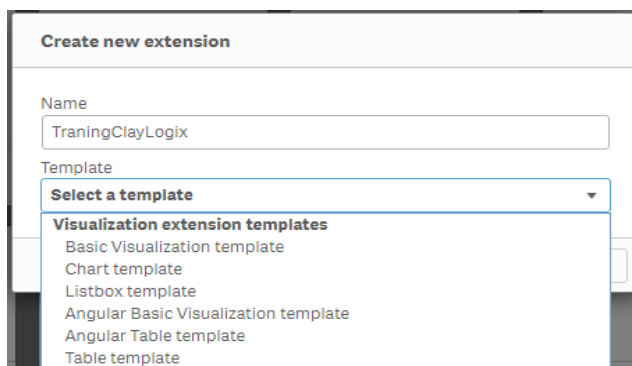 Create new extension
Name
TraningClayLogix
Template
Select a template
Visualization extension templates
Basic Visualization template
Chart template
Listbox template
Angular Basic Visualization template
Angular Table template
Table template